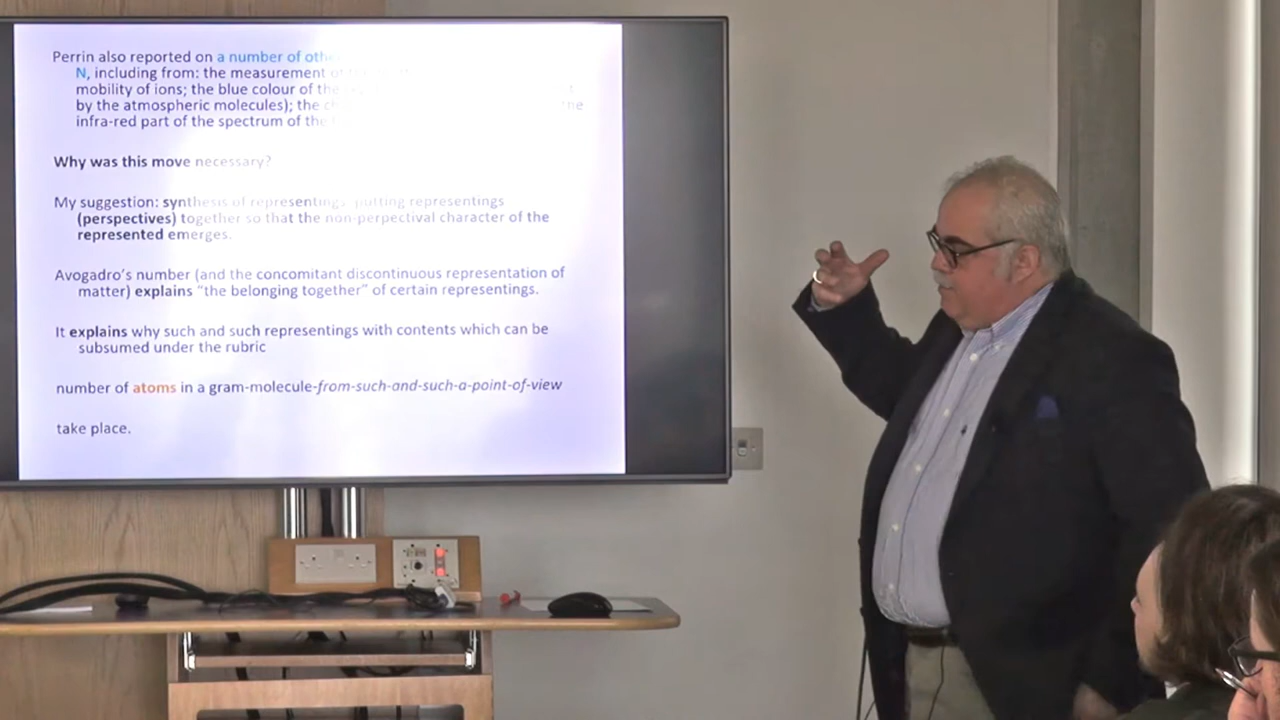 Perrin also reported on a number of
N, including from: the measurement
mobility of ions; the blue colour of the
by the atmospheric molecules); the
infra-red part of the spectrum of the
Why was this move necessary?
My suggestion: synthesis of representings: putting representings
(perspectives) together so that the non-perpectival character of the
represented emerges.
Avogadro's number (and the concomitant discontinuous representation of
matter) explains "the belonging together" of certain representings.
It explains why such and such representings with contents which can be
subsumed under the rubric
number of atoms in a gram-molecule-from-such-and-such-a-point-of-view
take place.